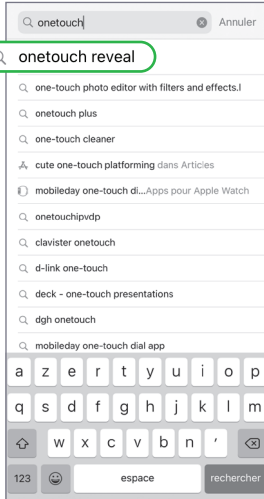 onetouch Annuler
onetouch reveal
one-touch photo editor with filters and effects.l
onetouch plus
one-touch cleaner
cute one-touch platforming dans Articles
mobileday one-touch di...Apps pour Apple Watch
onetouchipvdp
clavister onetouch
d-link one-touch
deck - one-touch presentations
dgh onetouch
mobileday one-touch dial app
a z e r t y u i o p
q s d f g h j k l m
w x c v b n '
123 espace rechercher